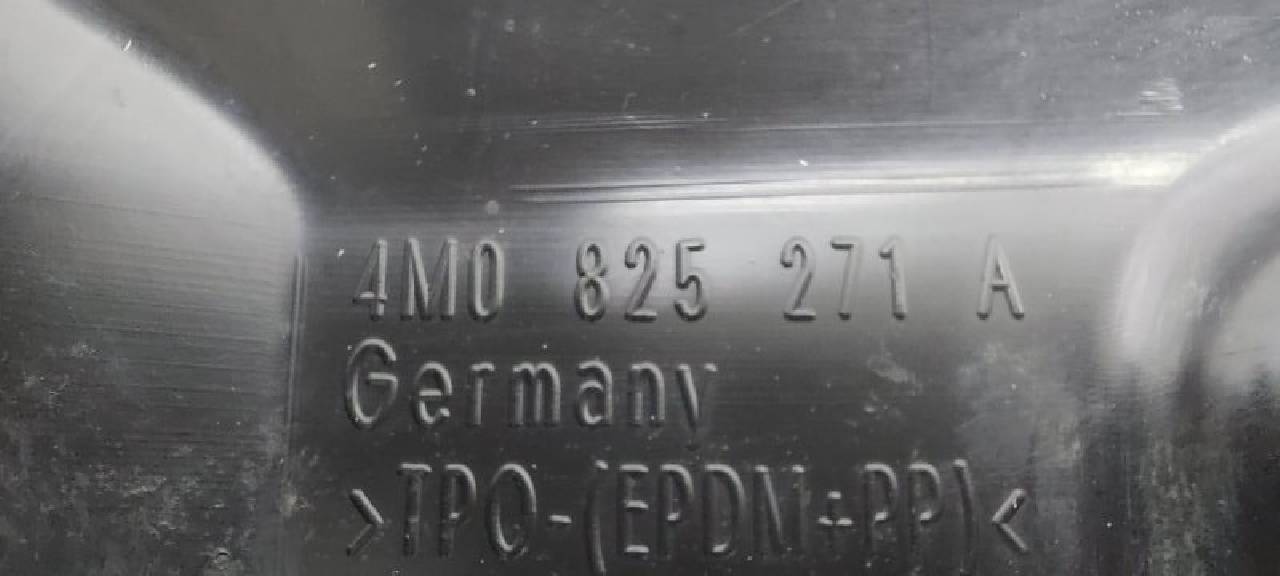 4M0 825 271 A
Germany
>TPO-(EPDM+PP)<